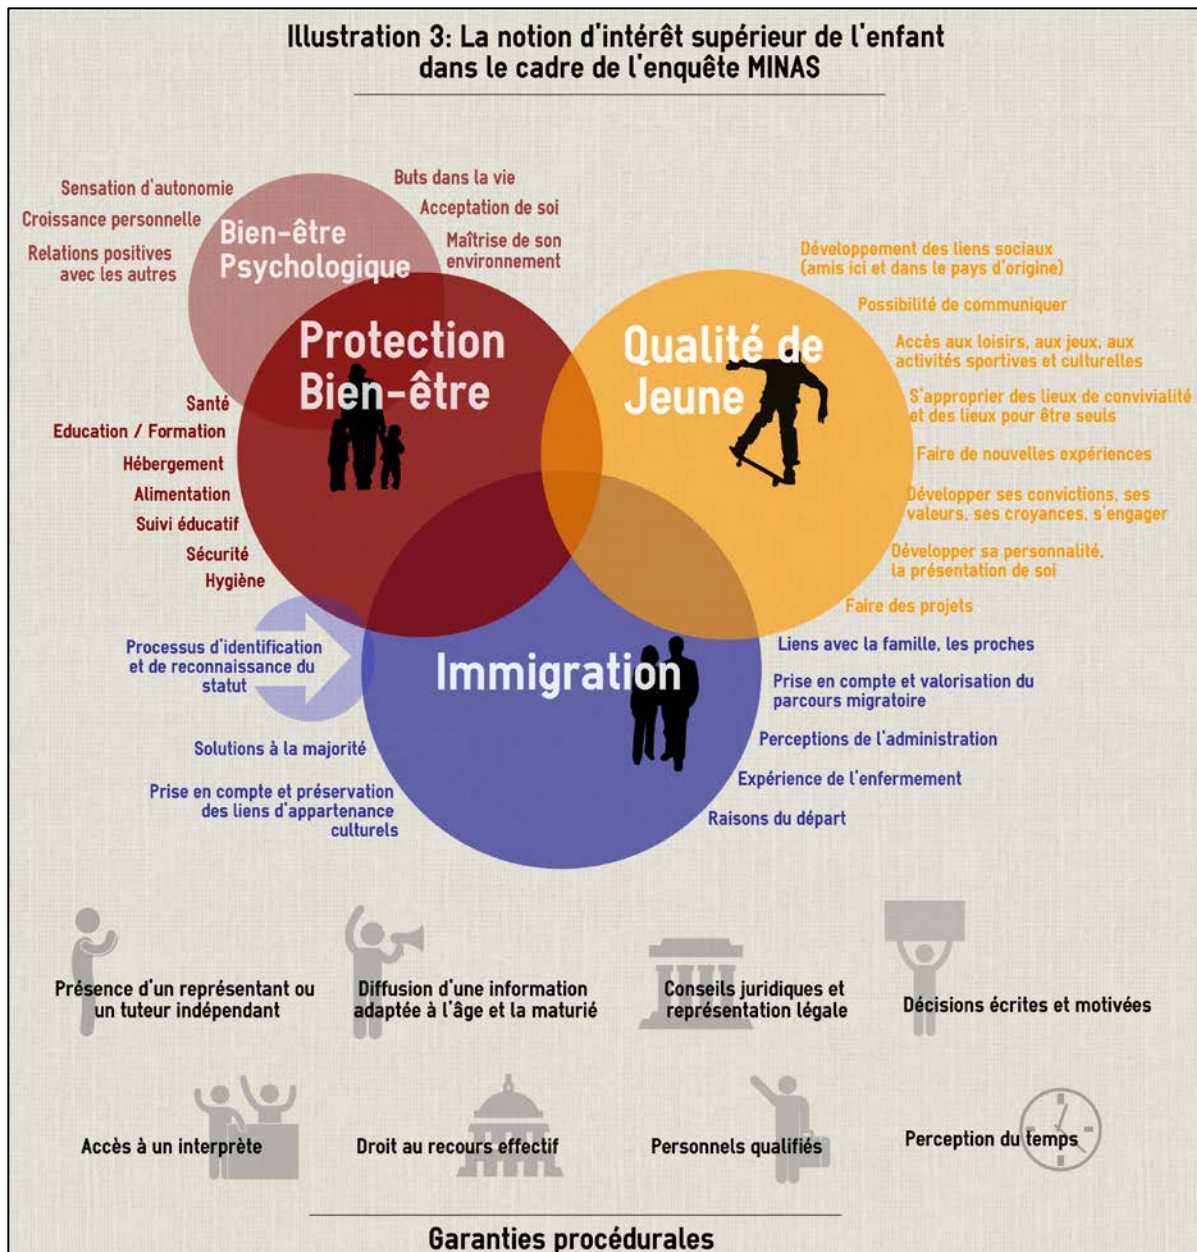 Illustration 3: La notion d'intérêt supérieur de l'enfant
dans le cadre de l'enquête MINAS
Sensation d'autonomie
Croissance personnelle
Relations positives
avec les autres
Bien-être
Psychologique
Buts dans la vie
Acceptation de soi
Maîtrise de son
environnement
Protection
Bien-être
Santé
Education / Formation
Hébergement
Alimentation
Suivi éducatif
Sécurité
Hygiène
Qualité de
Jeune
Développement des liens sociaux
(amis ici et dans le pays d'origine)
Possibilité de communiquer
Accès aux loisirs, aux jeux, aux
activités sportives et culturelles
S'approprier des lieux de convivialité
et des lieux pour être seuls
Faire de nouvelles expériences
Développer ses convictions, ses
valeurs, ses croyances, s'engager
Développer sa personnalité,
la présentation de soi
Faire des projets
Processus d'identification
et de reconnaissance du
statut
Solutions à la majorité
Prise en compte et préservation
des liens d'appartenance
culturels
Immigration
Liens avec la famille, les proches
Prise en compte et valorisation du
parcours migratoire
Perceptions de l'administration
Expérience de l'enfermement
Raisons du départ
Présence d'un représentant ou
un tuteur indépendant
Diffusion d'une information
adaptée à l'âge et la maturié
Conseils juridiques et
représentation légale
Décisions écrites et motivées
Accès à un interprète
Droit au recours effectif
Personnels qualifiés
Perception du temps
Garanties procédurales